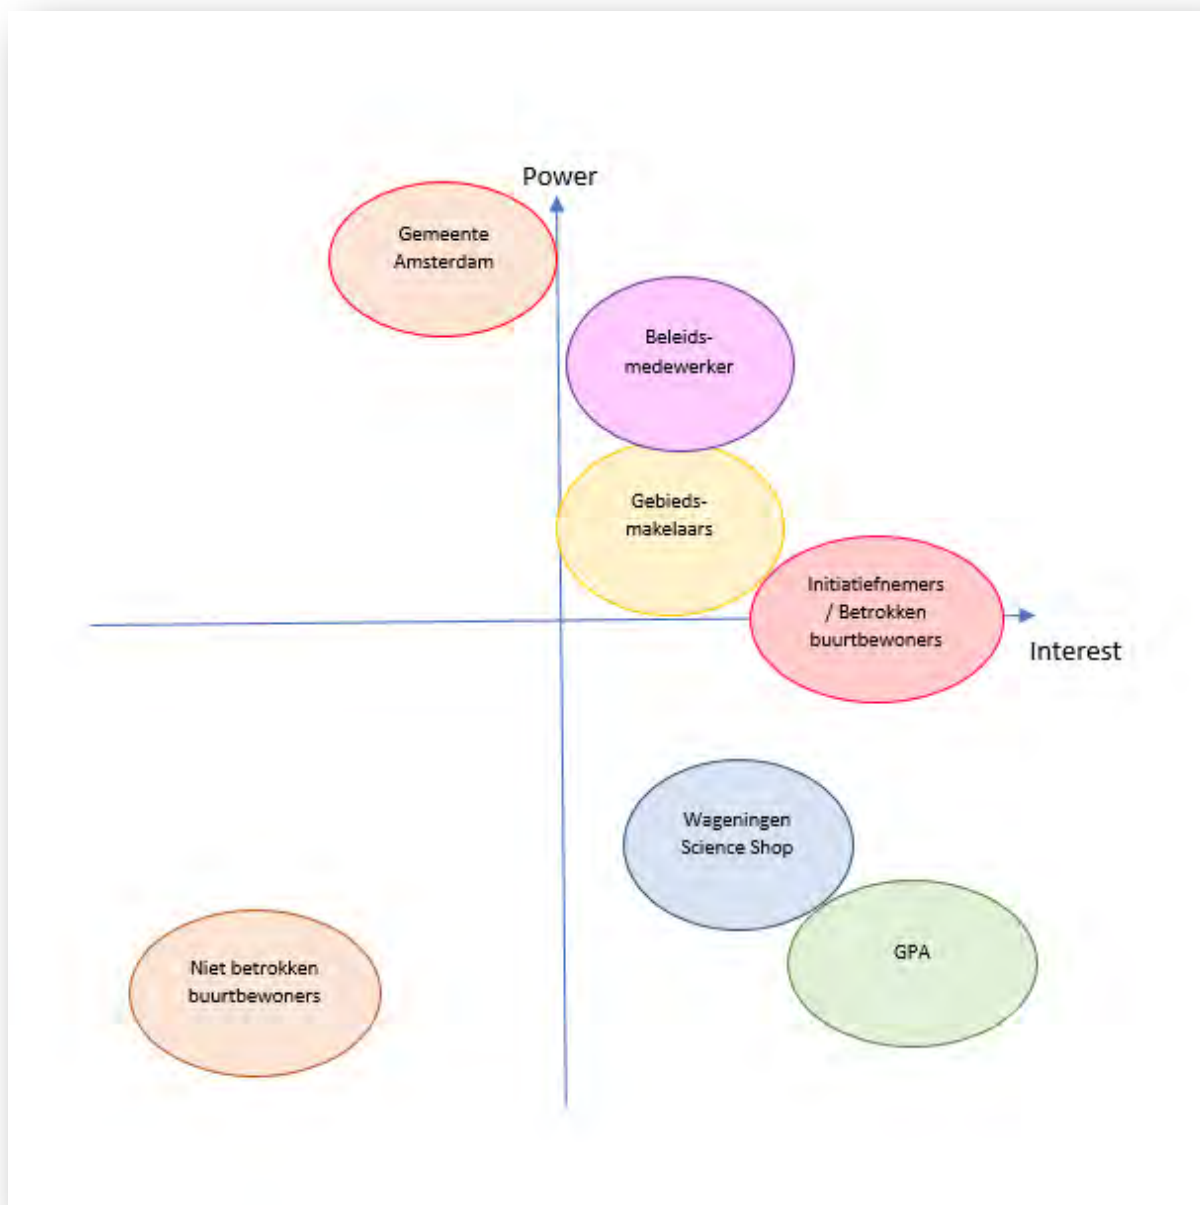 Power
Gemeente
Amsterdam
Beleids-
medewerker
Gebieds-
makelaars
Initiatiefnemers
/ Betrokken
buurtbewoners
Interest
Wageningen
Science Shop
GPA
Niet betrokken
buurtbewoners